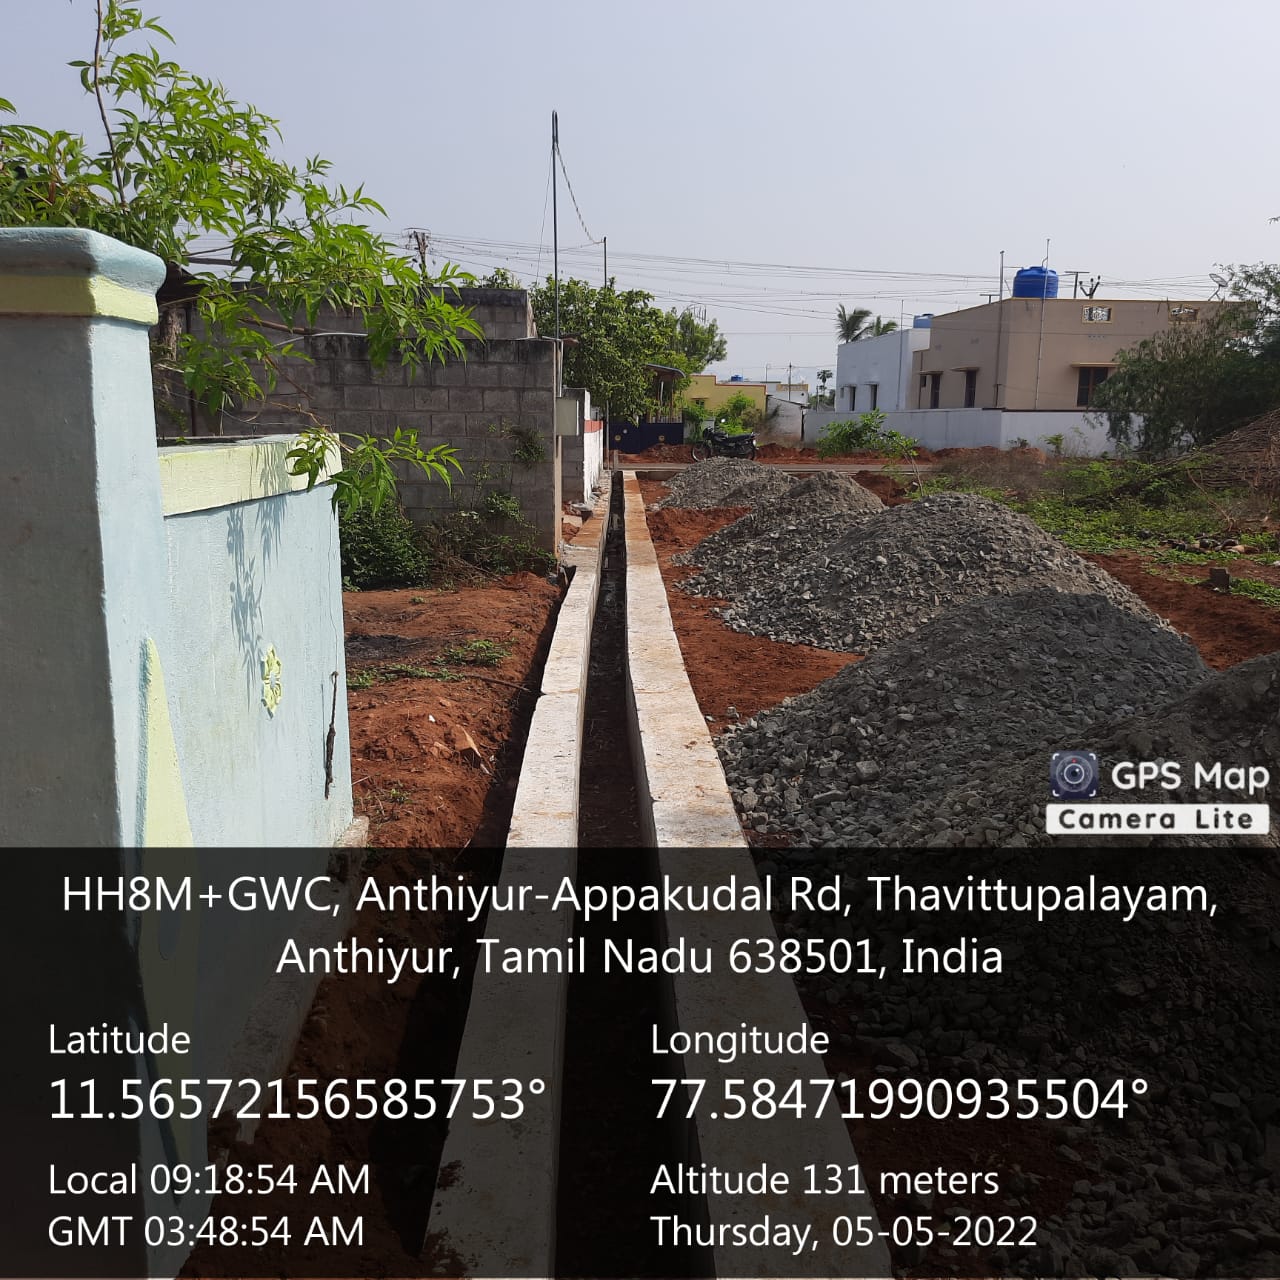 GPS Map
Camera Lite
HH8M+GWC, Anthiyur-Appakudal Rd, Thavittupalayam,
Anthiyur, Tamil Nadu 638501, India
Latitude
11.56572156585753°
Longitude
77.58471990935504°
Local 09:18:54 AM
GMT 03:48:54 AM
Altitude 131 meters
Thursday, 05-05-2022